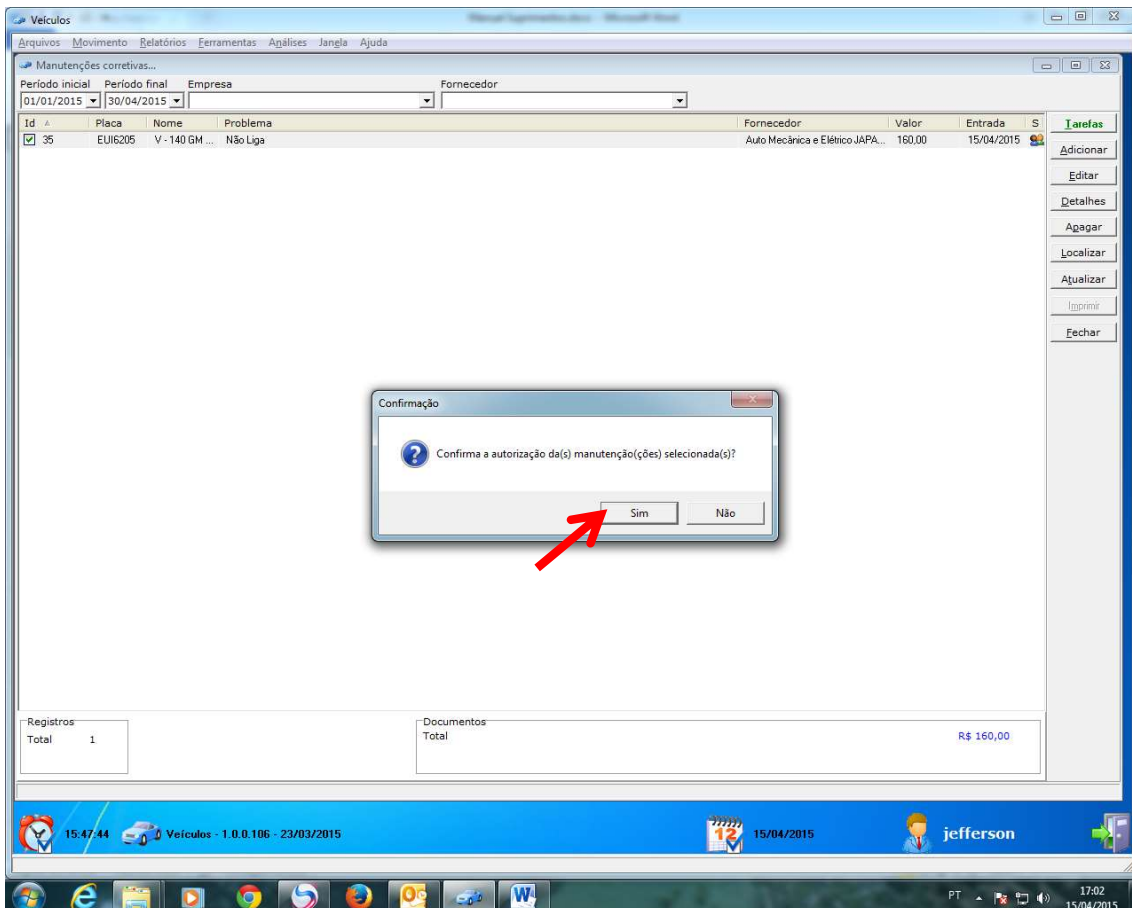 Veículos
Arquivos Movimento Relatórios Ferramentas Análises Janela Ajuda
Manutenções corretivas...
Período inicial Período final Empresa Fornecedor
01/01/2015 30/04/2015
Id Placa Nome Problema Fornecedor Valor Entrada S
35 EUI6205 V - 140 GM ... Não Liga Auto Mecânica e Elétrico JAPA... 160,00 15/04/2015
Tarefas
Adicionar
Editar
Detalhes
Apagar
Localizar
Atualizar
Imprimir
Fechar
Confirmação
Confirma a autorização da(s) manutenção(ções) selecionada(s)?
Sim Não
Registros
Total 1
Documentos
Total R$ 160,00
15:47:44 Veículos - 1.0.0.106 - 23/03/2015 12 15/04/2015 jefferson
PT 17:02
15/04/2015